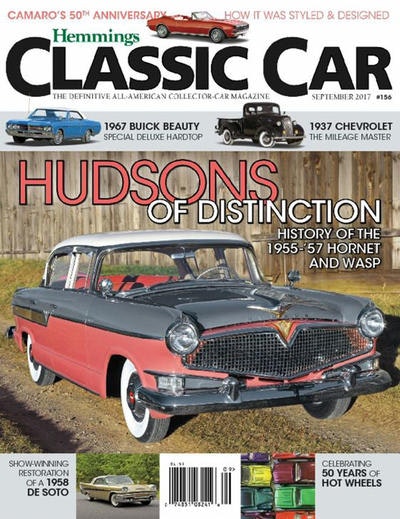 CAMARO'S 50TH ANNIVERSARY HOW IT WAS STYLED & DESIGNED
Hemmings
CLASSIC CAR
THE DEFINITIVE ALL-AMERICAN COLLECTOR-CAR MAGAZINE SEPTEMBER 2017 #156
1967 BUICK BEAUTY
SPECIAL DELUXE HARDTOP
1937 CHEVROLET
THE MILEAGE MASTER
HUDSONS
OF DISTINCTION
HISTORY OF THE
1955-'57 HORNET
AND WASP
SHOW-WINNING
RESTORATION
OF A 1958
DE SOTO
09>
CELEBRATING
50 YEARS OF
HOT WHEELS